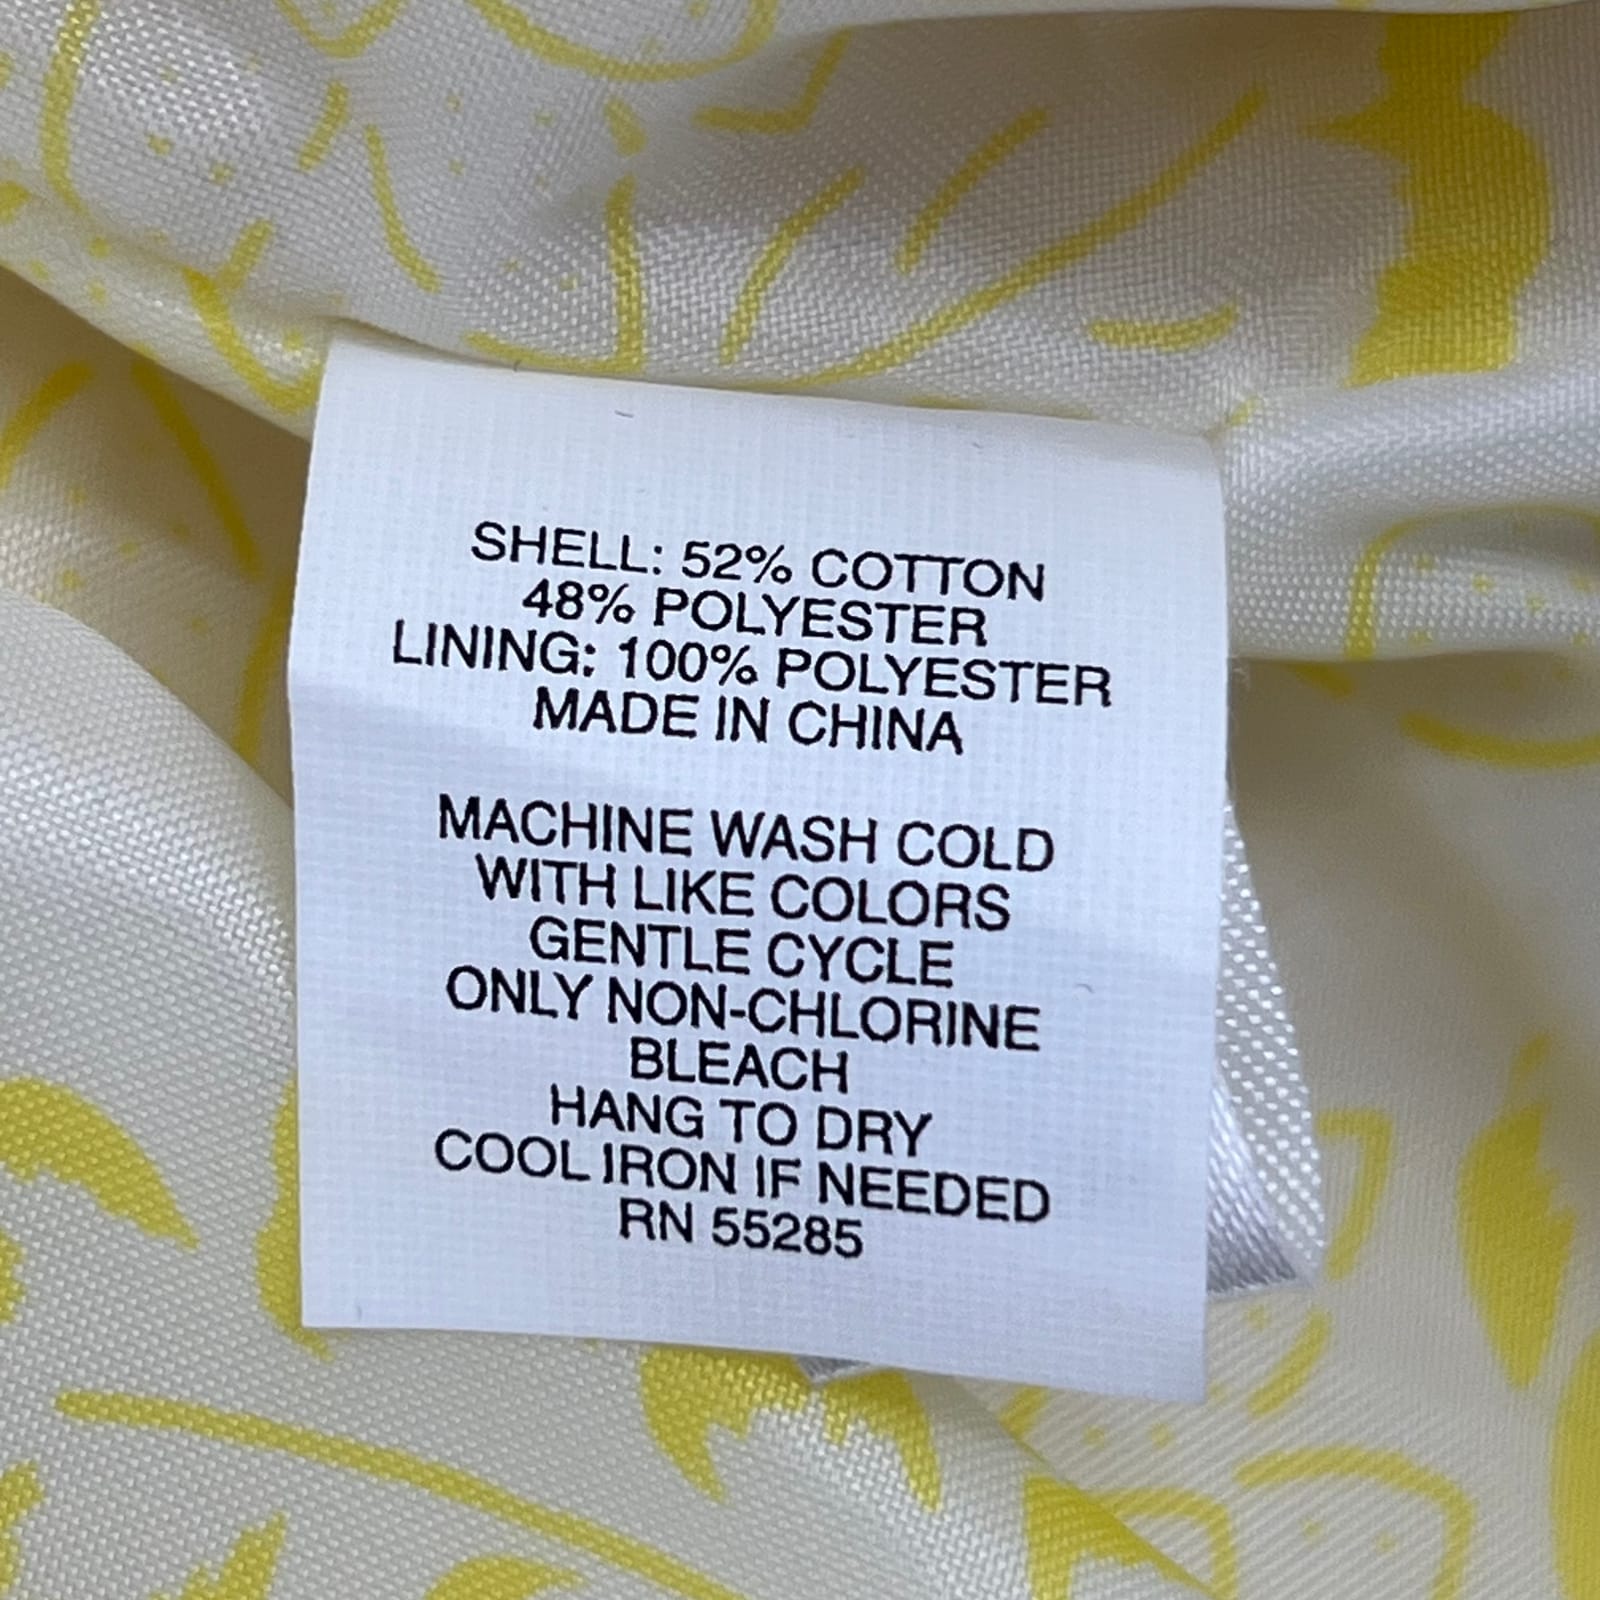 SHELL: 52% COTTON
48% POLYESTER
LINING: 100% POLYESTER
MADE IN CHINA
MACHINE WASH COLD
WITH LIKE COLORS
GENTLE CYCLE
ONLY NON-CHLORINE
BLEACH
HANG TO DRY
COOL IRON IF NEEDED
RN 55285